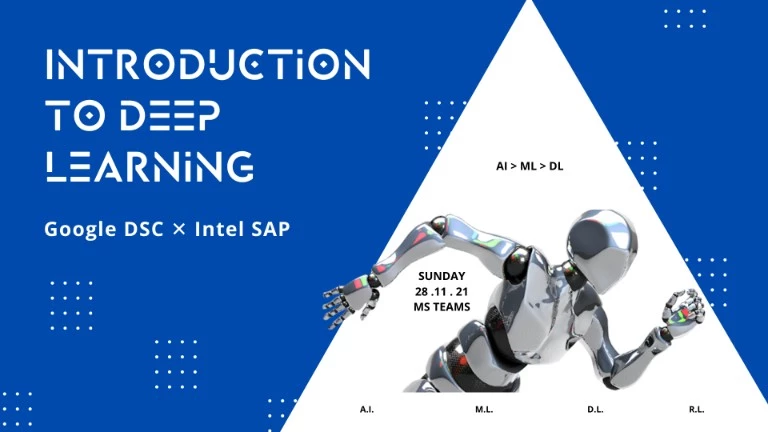 INTRODUCTION
TO DEEP
LEARNING
Google DSC × Intel SAP
AI > ML > DL
SUNDAY
28 .11 . 21
MS TEAMS
A.I. M.L. D.L. R.L.